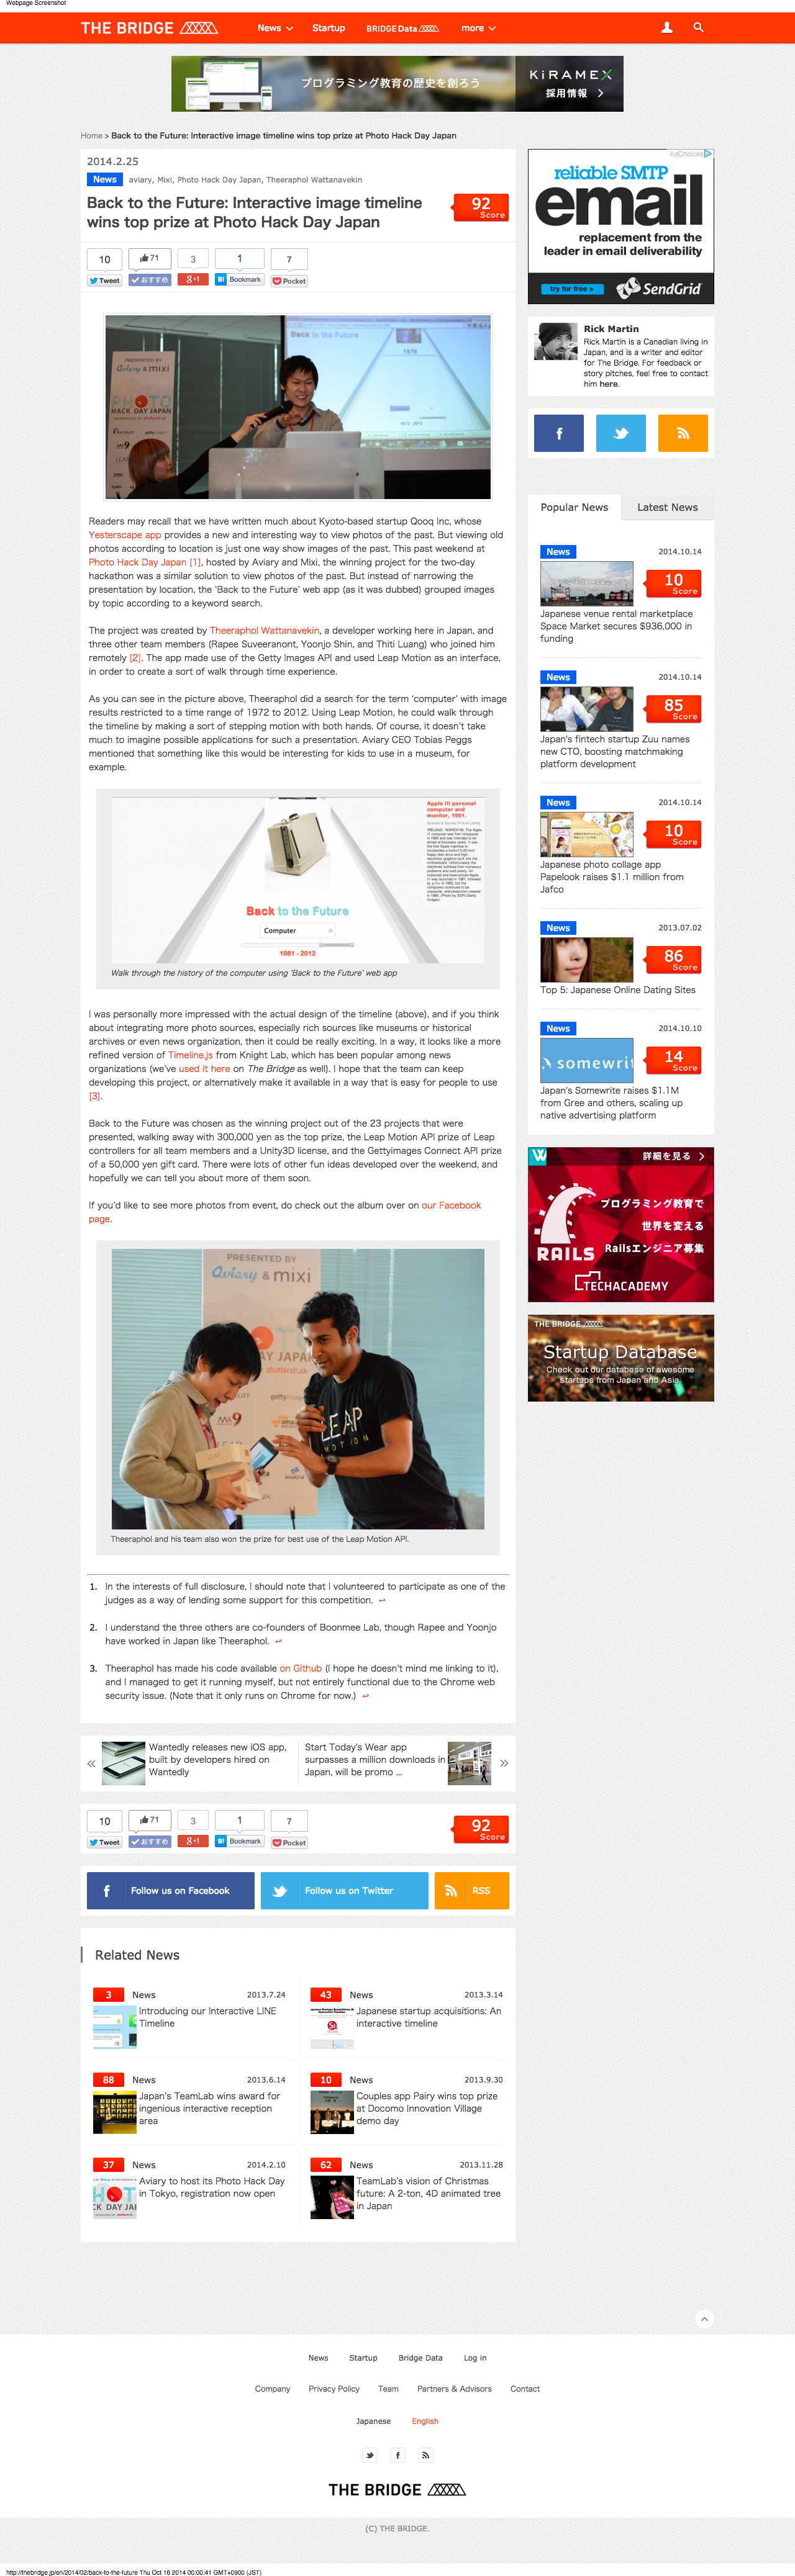 Webpage Screenshot
THE BRIDGE
News
Startup
BRIDGE Data
more
プログラミング教育の歴史を創ろう
KiRAMEX
採用情報
Home > Back to the Future: Interactive image timeline wins top prize at Photo Hack Day Japan
2014.2.25
News aviary, Mixi, Photo Hack Day Japan, Theeraphol Wattanavekin
Back to the Future: Interactive image timeline
wins top prize at Photo Hack Day Japan
92
Score
10 71 3 1 7
Tweet おすすめ g+1 B! Bookmark Pocket
PRESENTED BY
Aviary & mixi
PHOTO
HACK DAY JAPAN
Back to the Future
Readers may recall that we have written much about Kyoto-based startup Qooq Inc, whose
Yesterscape app provides a new and interesting way to view photos of the past. But viewing old
photos according to location is just one way show images of the past. This past weekend at
Photo Hack Day Japan [1], hosted by Aviary and Mixi, the winning project for the two-day
hackathon was a similar solution to view photos of the past. But instead of narrowing the
presentation by location, the 'Back to the Future' web app (as it was dubbed) grouped images
by topic according to a keyword search.
The project was created by Theeraphol Wattanavekin, a developer working here in Japan, and
three other team members (Rapee Suveeranont, Yoonjo Shin, and Thiti Luang) who joined him
remotely [2]. The app made use of the Getty Images API and used Leap Motion as an interface,
in order to create a sort of walk through time experience.
As you can see in the picture above, Theeraphol did a search for the term 'computer' with image
results restricted to a time range of 1972 to 2012. Using Leap Motion, he could walk through
the timeline by making a sort of stepping motion with both hands. Of course, it doesn't take
much to imagine possible applications for such a presentation. Aviary CEO Tobias Peggs
mentioned that something like this would be interesting for kids to use in a museum, for
example.
Apple III personal
computer and
monitor, 1981.
Back to the Future
Computer
1981 - 2012
Walk through the history of the computer using 'Back to the Future' web app
I was personally more impressed with the actual design of the timeline (above), and if you think
about integrating more photo sources, especially rich sources like museums or historical
archives or even news organization, then it could be really exciting. In a way, it looks like a more
refined version of Timeline.js from Knight Lab, which has been popular among news
organizations (we've used it here on The Bridge as well). I hope that the team can keep
developing this project, or alternatively make it available in a way that is easy for people to use
[3].
Back to the Future was chosen as the winning project out of the 23 projects that were
presented, walking away with 300,000 yen as the top prize, the Leap Motion API prize of Leap
controllers for all team members and a Unity3D license, and the Gettyimages Connect API prize
of a 50,000 yen gift card. There were lots of other fun ideas developed over the weekend, and
hopefully we can tell you about more of them soon.
If you'd like to see more photos from event, do check out the album over on our Facebook
page.
PRESENTED BY
Aviary & mixi
shutterstock
LEAP
MOTION
Theeraphol and his team also won the prize for best use of the Leap Motion API.
1. In the interests of full disclosure, I should note that I volunteered to participate as one of the
judges as a way of lending some support for this competition. ↩
2. I understand the three others are co-founders of Boonmee Lab, though Rapee and Yoonjo
have worked in Japan like Theeraphol. ↩
3. Theeraphol has made his code available on Github (I hope he doesn't mind me linking to it),
and I managed to get it running myself, but not entirely functional due to the Chrome web
security issue. (Note that it only runs on Chrome for now.) ↩
« Wantedly releases new iOS app,
built by developers hired on
Wantedly
Start Today's Wear app
surpasses a million downloads in
Japan, will be promo ... »
10 71 3 1 7
Tweet おすすめ g+1 B! Bookmark Pocket
92
Score
Follow us on Facebook
Follow us on Twitter
RSS
Related News
3 News 2013.7.24
Introducing our Interactive LINE
Timeline
43 News 2013.3.14
Japanese startup acquisitions: An
interactive timeline
88 News 2013.6.14
Japan's TeamLab wins award for
ingenious interactive reception
area
10 News 2013.9.30
Couples app Pairy wins top prize
at Docomo Innovation Village
demo day
37 News 2014.2.10
Aviary to host its Photo Hack Day
in Tokyo, registration now open
62 News 2013.11.28
TeamLab's vision of Christmas
future: A 2-ton, 4D animated tree
in Japan
AdChoices
reliable SMTP
email
replacement from the
leader in email deliverability
try for free >
SendGrid
Rick Martin
Rick Martin is a Canadian living in
Japan, and is a writer and editor
for The Bridge. For feedback or
story pitches, feel free to contact
him here.
Popular News
Latest News
News 2014.10.14
10
Score
Japanese venue rental marketplace
Space Market secures $936,000 in
funding
News 2014.10.14
85
Score
Japan's fintech startup Zuu names
new CTO, boosting matchmaking
platform development
News 2014.10.14
10
Score
Japanese photo collage app
Papelook raises $1.1 million from
Jafco
News 2013.07.02
86
Score
Top 5: Japanese Online Dating Sites
News 2014.10.10
somewrit
14
Score
Japan's Somewrite raises $1.1M
from Gree and others, scaling up
native advertising platform
詳細を見る
プログラミング教育で
世界を変える
Railsエンジニア募集
RAILS
TECHACADEMY
THE BRIDGE
Startup Database
Check out our database of awesome
startups from Japan and Asia.
News Startup Bridge Data Log in
Company Privacy Policy Team Partners & Advisors Contact
Japanese English
THE BRIDGE
(C) THE BRIDGE.
http://thebridge.jp/en/2014/02/back-to-the-future Thu Oct 16 2014 00:00:41 GMT+0900 (JST)